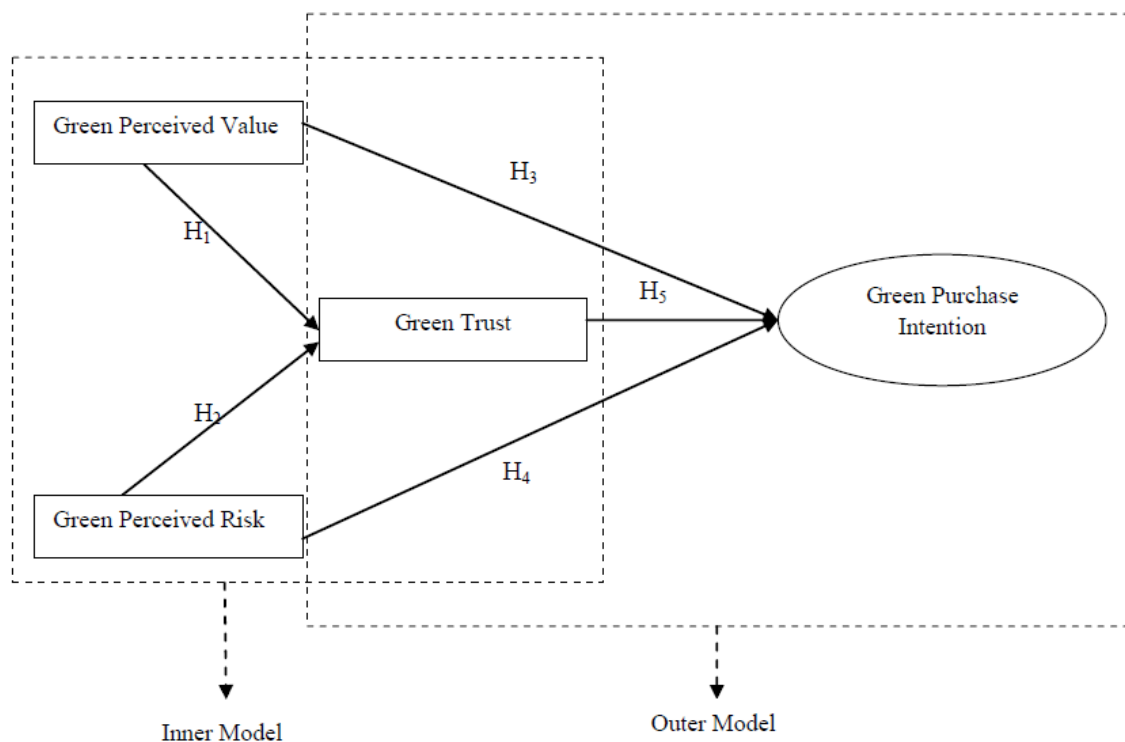 Green Perceived Value
H₃
H₁
H₅
Green Trust
Green Purchase
Intention
H₂
H₄
Green Perceived Risk
Inner Model
Outer Model